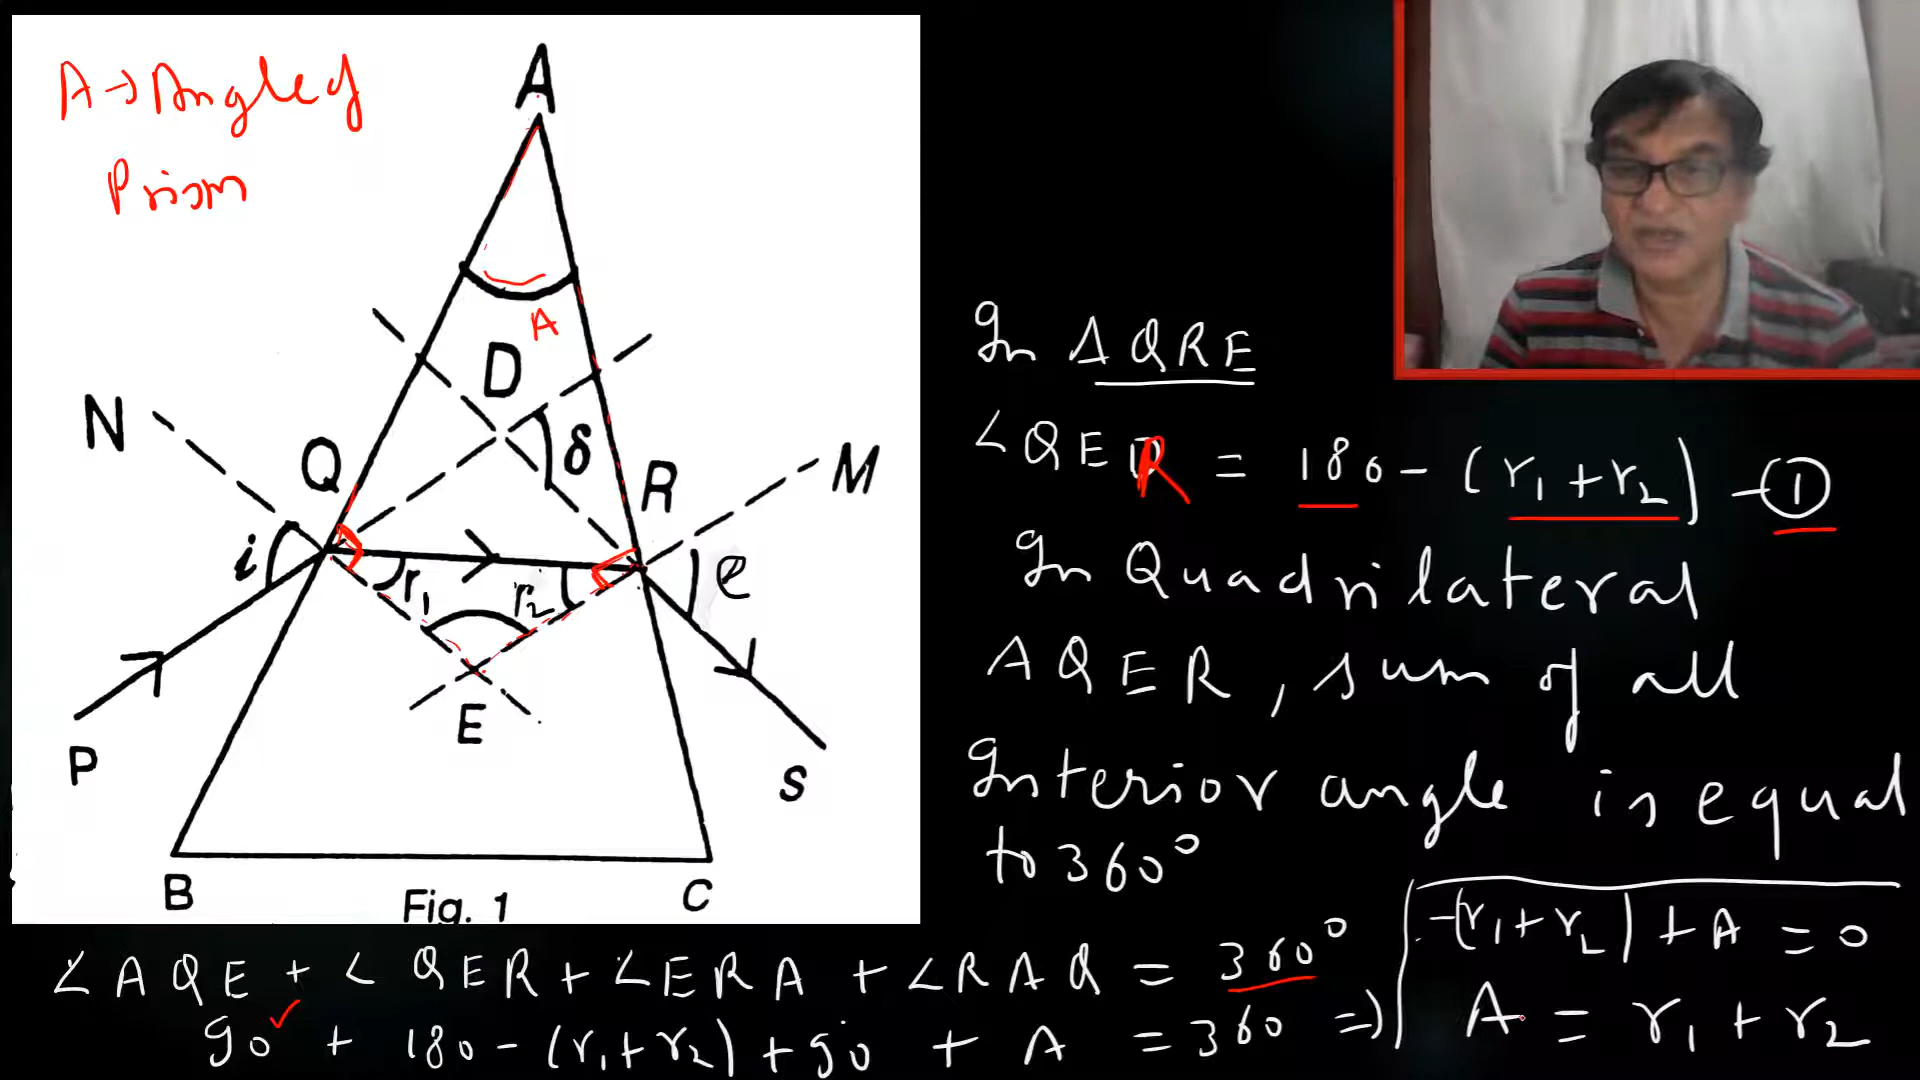 A → Angle of
Prism
A
A
D
N
Q
δ
R
M
i
r₁
r₂
e
E
P
S
B
C
Fig. 1
In ΔQRE
∠QER = 180 - (r₁ + r₂) - ①
In Quadrilateral
AQER, sum of all
Interior angle is equal
to 360°
∠AQE + ∠QER + ∠ERA + ∠RAQ = 360°
90 + 180 - (r₁ + r₂) + 90 + A = 360 ⇒
-(r₁ + r₂) + A = 0
A = r₁ + r₂